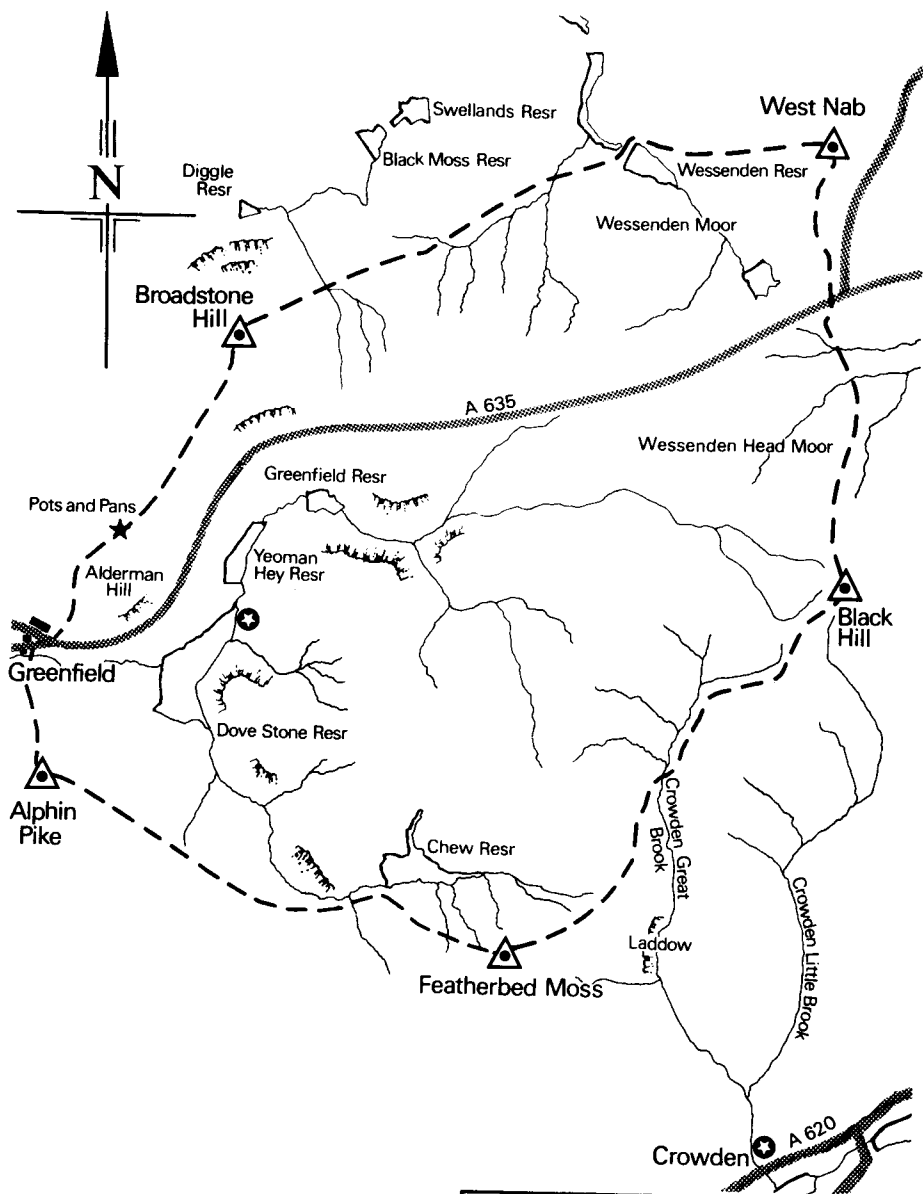 West Nab
Swellands Resr
Black Moss Resr
Diggle
Resr
Wessenden Resr
N
Wessenden Moor
Broadstone
Hill
A 635
Wessenden Head Moor
Greenfield Resr
Pots and Pans
Yeoman
Hey Resr
Alderman
Hill
Black
Hill
Greenfield
Dove Stone Resr
Alphin
Pike
Crowden Great
Brook
Chew Resr
Crowden Little Brook
Laddow
Featherbed Moss
A 620
Crowden